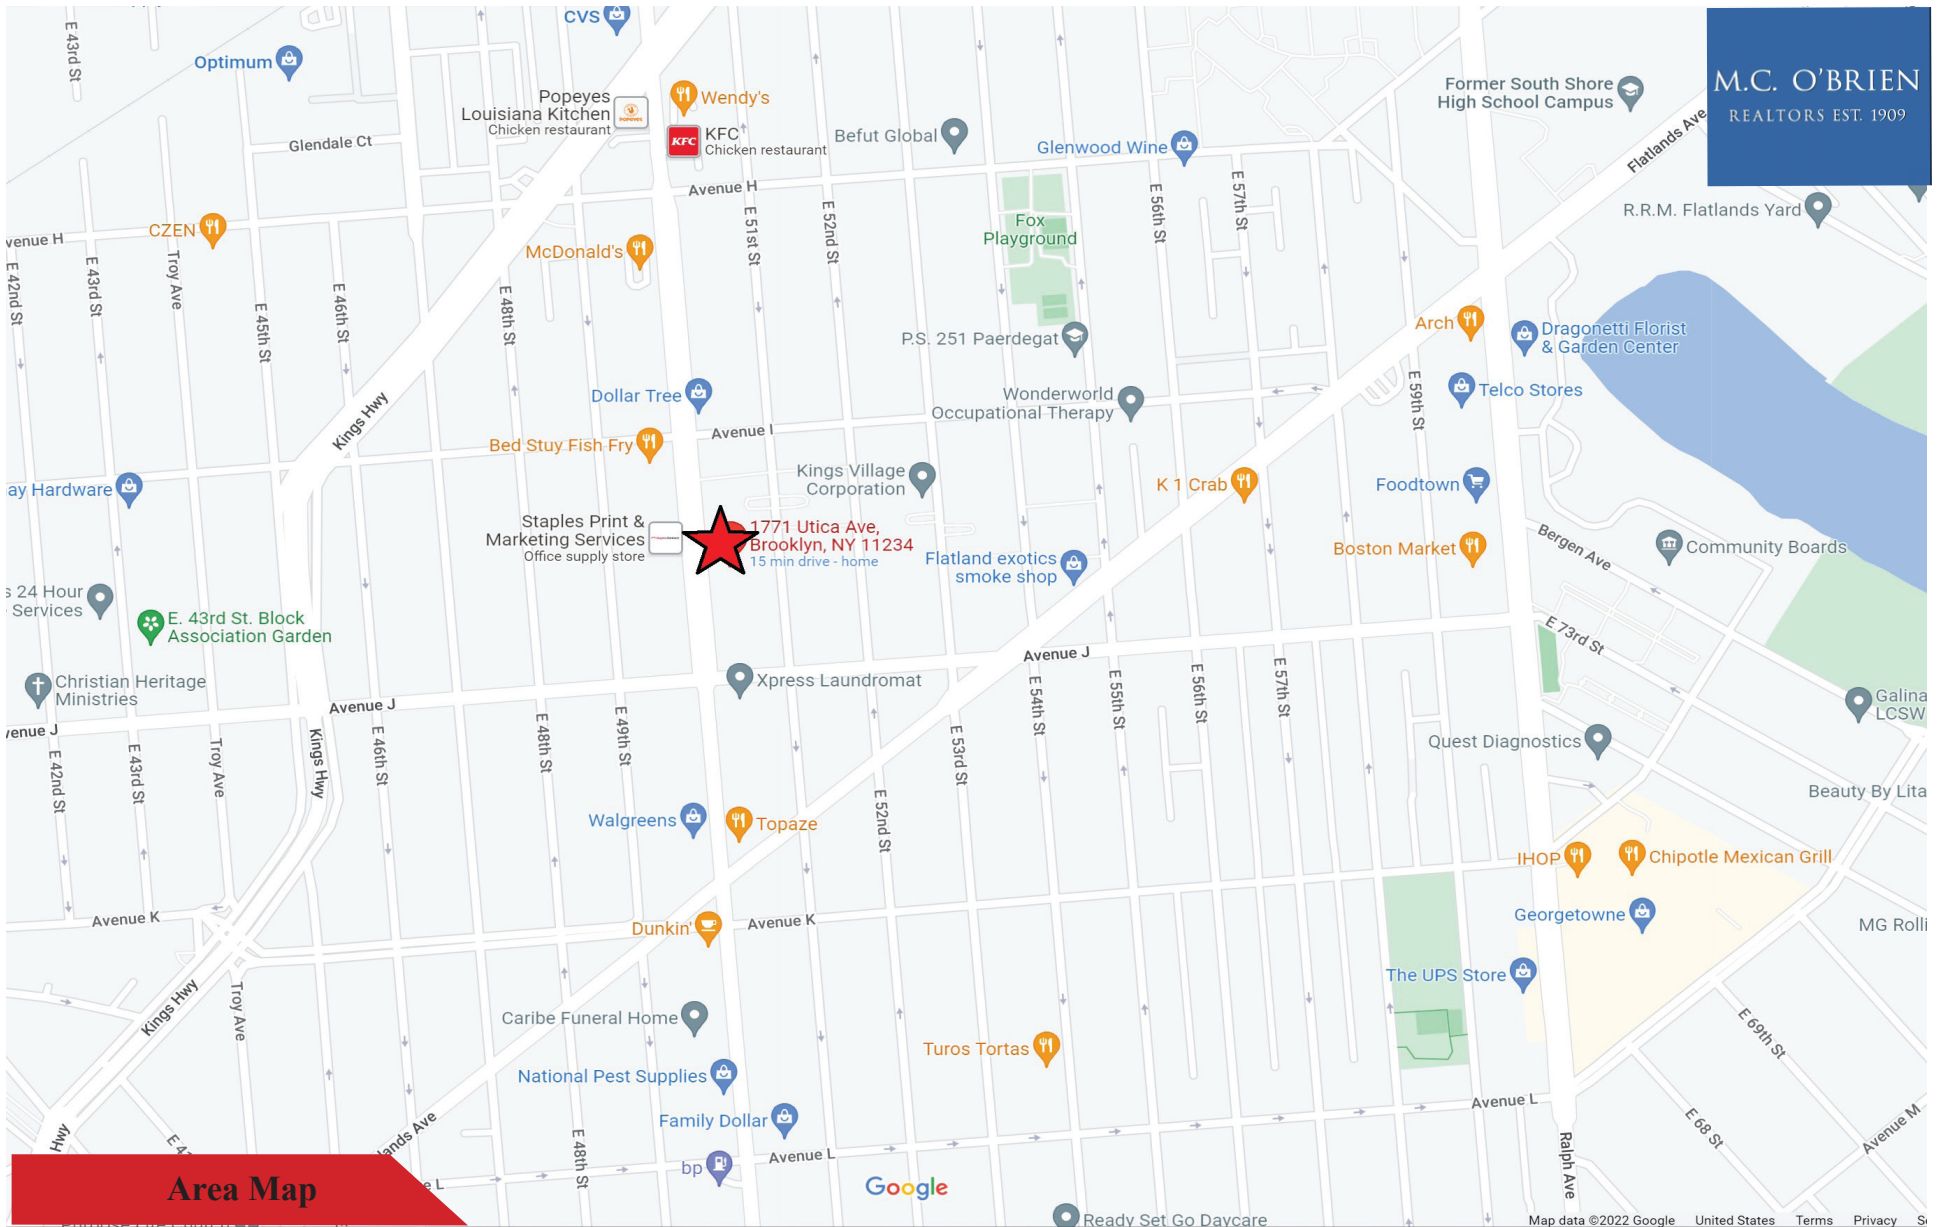 E 43rd St
CVS
Optimum
Popeyes
Louisiana Kitchen
Chicken restaurant
POPEYES
Wendy's
KFC
KFC
Chicken restaurant
Befut Global
Glenwood Wine
Former South Shore
High School Campus
M.C. O'BRIEN
REALTORS EST. 1909
Flatlands Ave
Glendale Ct
Avenue H
R.R.M. Flatlands Yard
venue H
CZEN
McDonald's
E 51st St
E 52nd St
Fox
Playground
E 56th St
E 57th St
E 42nd St
E 43rd St
Troy Ave
E 45th St
E 46th St
E 48th St
P.S. 251 Paerdegat
Arch
Dragonetti Florist
& Garden Center
Kings Hwy
Dollar Tree
Wonderworld
Occupational Therapy
E 59th St
Telco Stores
Avenue I
Bed Stuy Fish Fry
ay Hardware
Kings Village
Corporation
K 1 Crab
Foodtown
Staples Print &
Marketing Services
Office supply store
1771 Utica Ave,
Brooklyn, NY 11234
15 min drive - home
Flatland exotics
smoke shop
Boston Market
Bergen Ave
Community Boards
s 24 Hour
Services
E. 43rd St. Block
Association Garden
E 73rd St
Avenue J
Christian Heritage
Ministries
Xpress Laundromat
Avenue J
venue J
E 54th St
E 55th St
E 56th St
E 57th St
Galina
LCSW
E 42nd St
E 43rd St
Troy Ave
Kings Hwy
E 46th St
E 48th St
E 49th St
E 53rd St
Quest Diagnostics
Beauty By Lita
Walgreens
Topaze
E 52nd St
IHOP
Chipotle Mexican Grill
Avenue K
Dunkin'
Avenue K
Georgetowne
MG Rolli
The UPS Store
Kings Hwy
Troy Ave
Caribe Funeral Home
Turos Tortas
E 69th St
National Pest Supplies
Family Dollar
Avenue L
E 68 St
Avenue M
Hwy
E 4
lands Ave
E 48th St
bp
Avenue L
Ralph Ave
Area Map
e L
Google
Ready Set Go Daycare
Map data ©2022 Google United States Terms Privacy